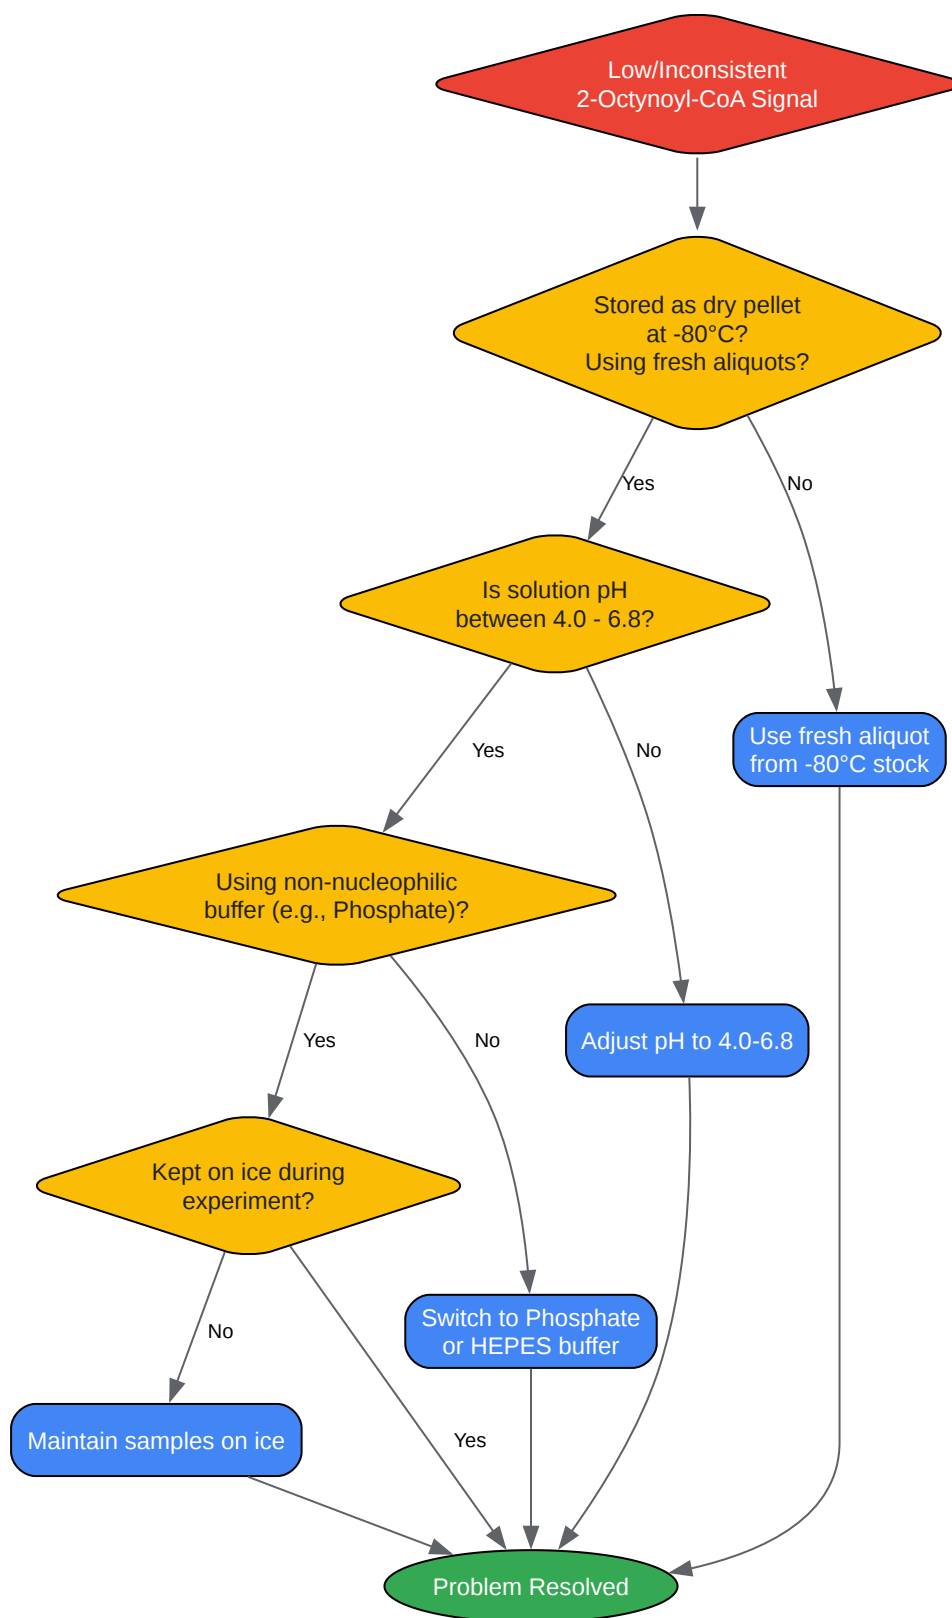 Low/Inconsistent
2-Octynoyl-CoA Signal
Stored as dry pellet
at -80°C?
Using fresh aliquots?
Yes
No
Is solution pH
between 4.0 - 6.8?
Yes
No
Use fresh aliquot
from -80°C stock
Using non-nucleophilic
buffer (e.g., Phosphate)?
Yes
No
Adjust pH to 4.0-6.8
Kept on ice during
experiment?
No
Yes
Switch to Phosphate
or HEPES buffer
Maintain samples on ice
Problem Resolved